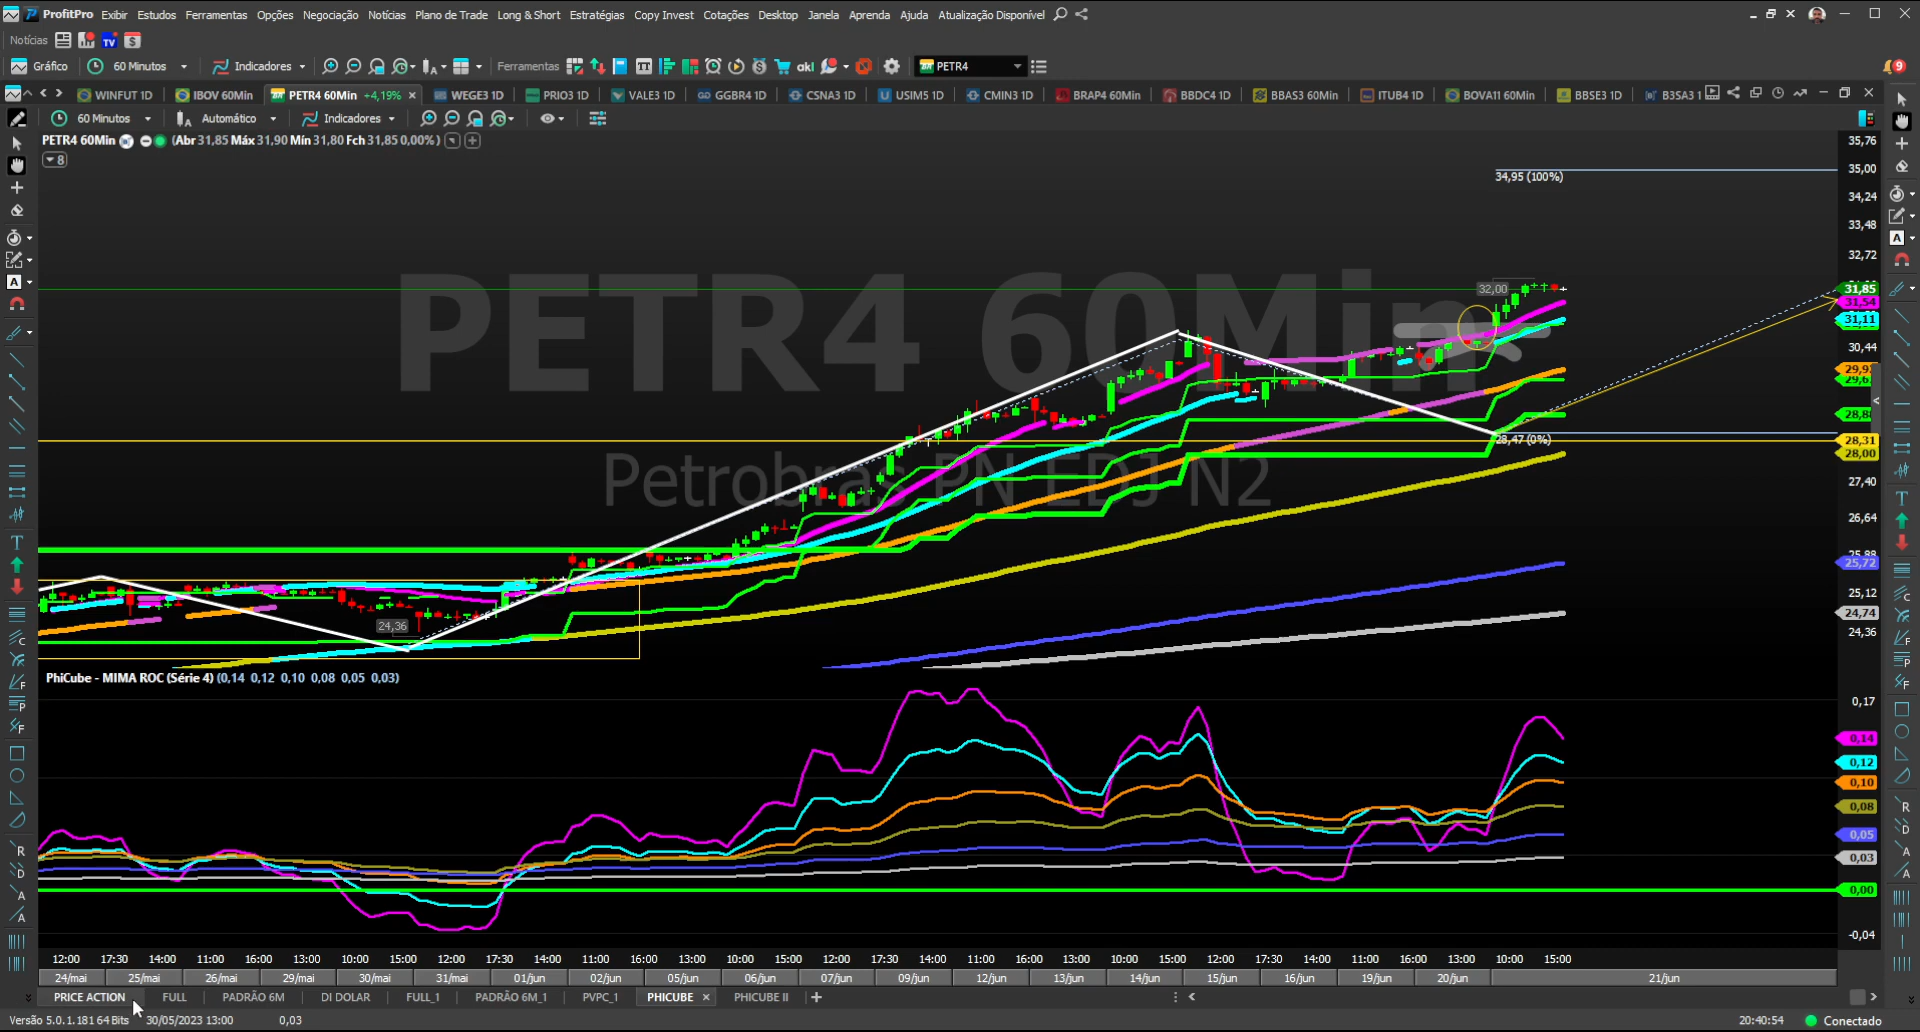 ProfitPro Exibir Estudos Ferramentas Opções Negociação Notícias Plano de Trade Long & Short Estratégias Copy Invest Cotações Desktop Janela Aprenda Ajuda Atualização Disponível
Notícias TV $
Gráfico 60 Minutos Indicadores Ferramentas TT akl PETR4 9
WINFUT 1D IBOV 60Min PETR4 60Min +4,19% × WEGE3 1D PRIO3 1D VALE3 1D GGBR4 1D CSNA3 1D USIM5 1D CMIN3 1D BRAP4 60Min BBDC4 1D BBAS3 60Min ITUB4 1D BOVA11 60Min BBSE3 1D B3SA3 1
60 Minutos Automático Indicadores
PETR4 60Min (Abr 31,85 Máx 31,90 Mín 31,80 Fch 31,85 0,00%)
8
PETR4 60Min
Petrobras PN EDJ N2
35,76
35,00
34,95 (100%)
34,24
33,48
32,72
32,00
31,85
31,54
31,11
30,44
28,31
28,47 (0%)
28,00
27,40
26,64
25,88
25,72
25,12
24,74
24,36
24,36
PhiCube - MIMA ROC (Série 4) (0,14 0,12 0,10 0,08 0,05 0,03)
0,17
0,14
0,12
0,10
0,08
0,05
0,03
0,00
-0,04
12:00 17:30 14:00 11:00 16:00 13:00 10:00 15:00 12:00 17:30 14:00 11:00 16:00 13:00 10:00 15:00 12:00 17:30 14:00 11:00 16:00 13:00 10:00 15:00 12:00 17:30 14:00 11:00 16:00 13:00 10:00 15:00
24/mai 25/mai 26/mai 29/mai 30/mai 31/mai 01/jun 02/jun 05/jun 06/jun 07/jun 09/jun 12/jun 13/jun 14/jun 15/jun 16/jun 19/jun 20/jun 21/jun
PRICE ACTION FULL PADRÃO 6M DI DOLAR FULL_1 PADRÃO 6M_1 PVPC_1 PHICUBE × PHICUBE II +
Versão 5.0.1.181 64 Bits 30/05/2023 13:00 0,03 20:40:54 Conectado